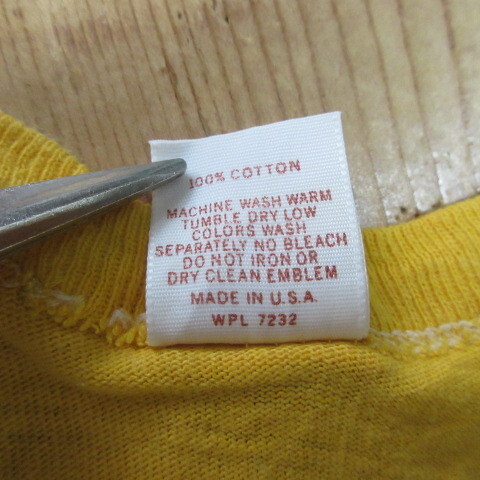 100% COTTON
MACHINE WASH WARM
TUMBLE DRY LOW
COLORS WASH
SEPARATELY NO BLEACH
DO NOT IRON OR
DRY CLEAN EMBLEM
MADE IN U.S.A.
WPL 7232